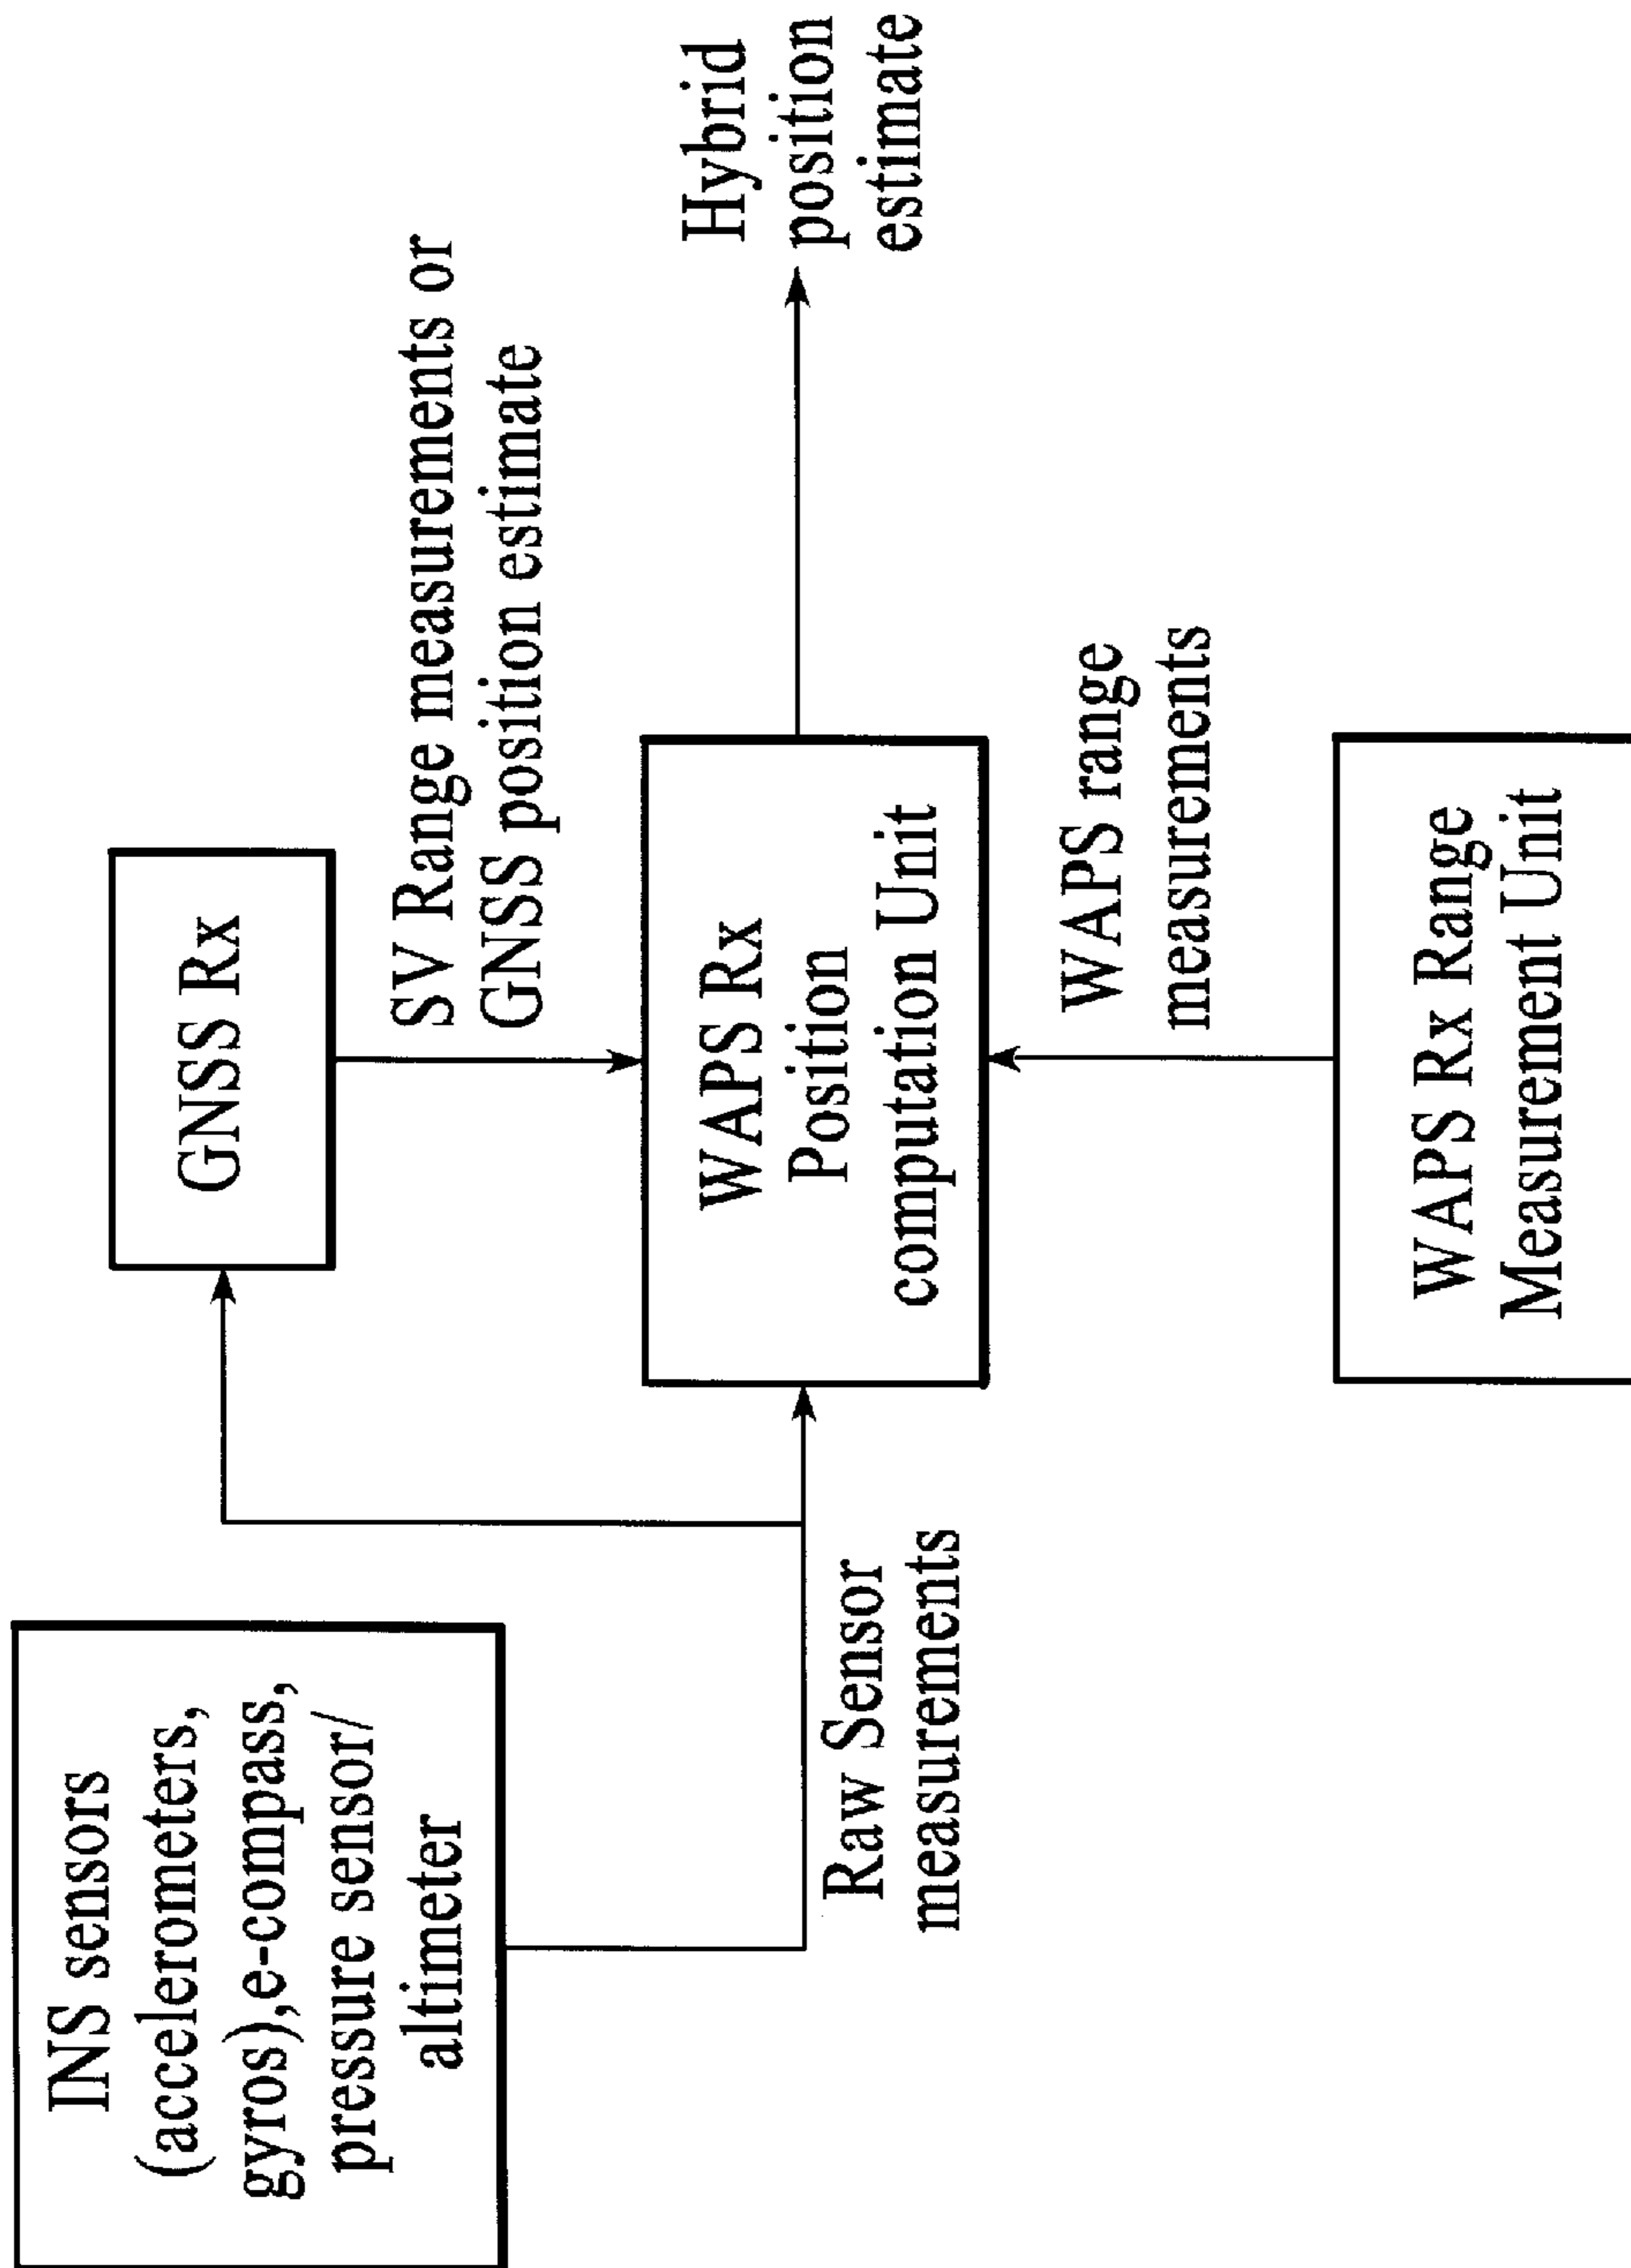 INS sensors
(accelerometers,
gyros),e-compass,
pressure sensor/
altimeter
Raw Sensor
measurements
GNSS Rx
SV Range measurements or
GNSS position estimate
WAPS Rx
Position
computation Unit
Hybrid
position
estimate
WAPS range
measurements
WAPS Rx Range
Measurement Unit